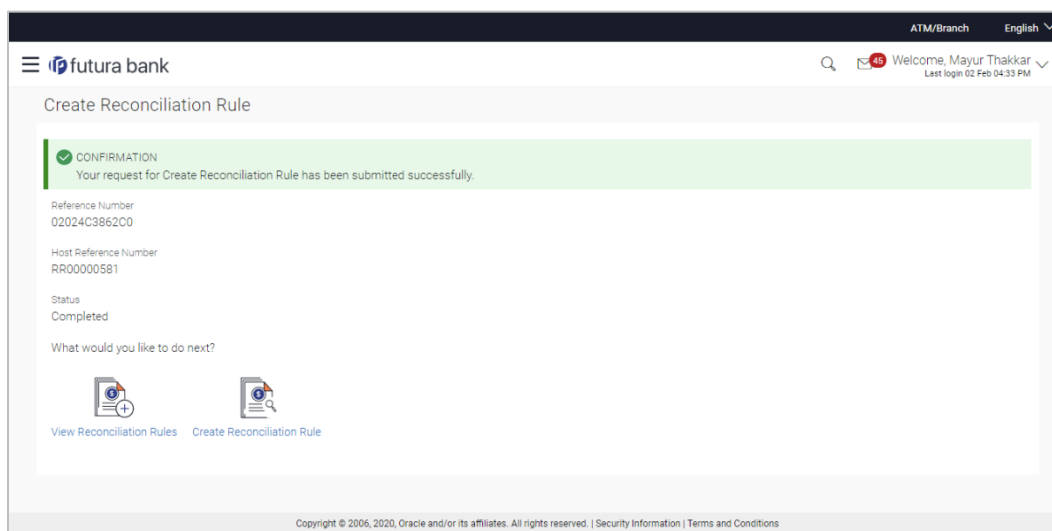 ATM/Branch English
futura bank
45
Welcome, Mayur Thakkar
Last login 02 Feb 04:33 PM
Create Reconciliation Rule
CONFIRMATION
Your request for Create Reconciliation Rule has been submitted successfully.
Reference Number
02024C3862C0
Host Reference Number
RR00000581
Status
Completed
What would you like to do next?
View Reconciliation Rules Create Reconciliation Rule
Copyright © 2006, 2020, Oracle and/or its affiliates. All rights reserved. | Security Information | Terms and Conditions